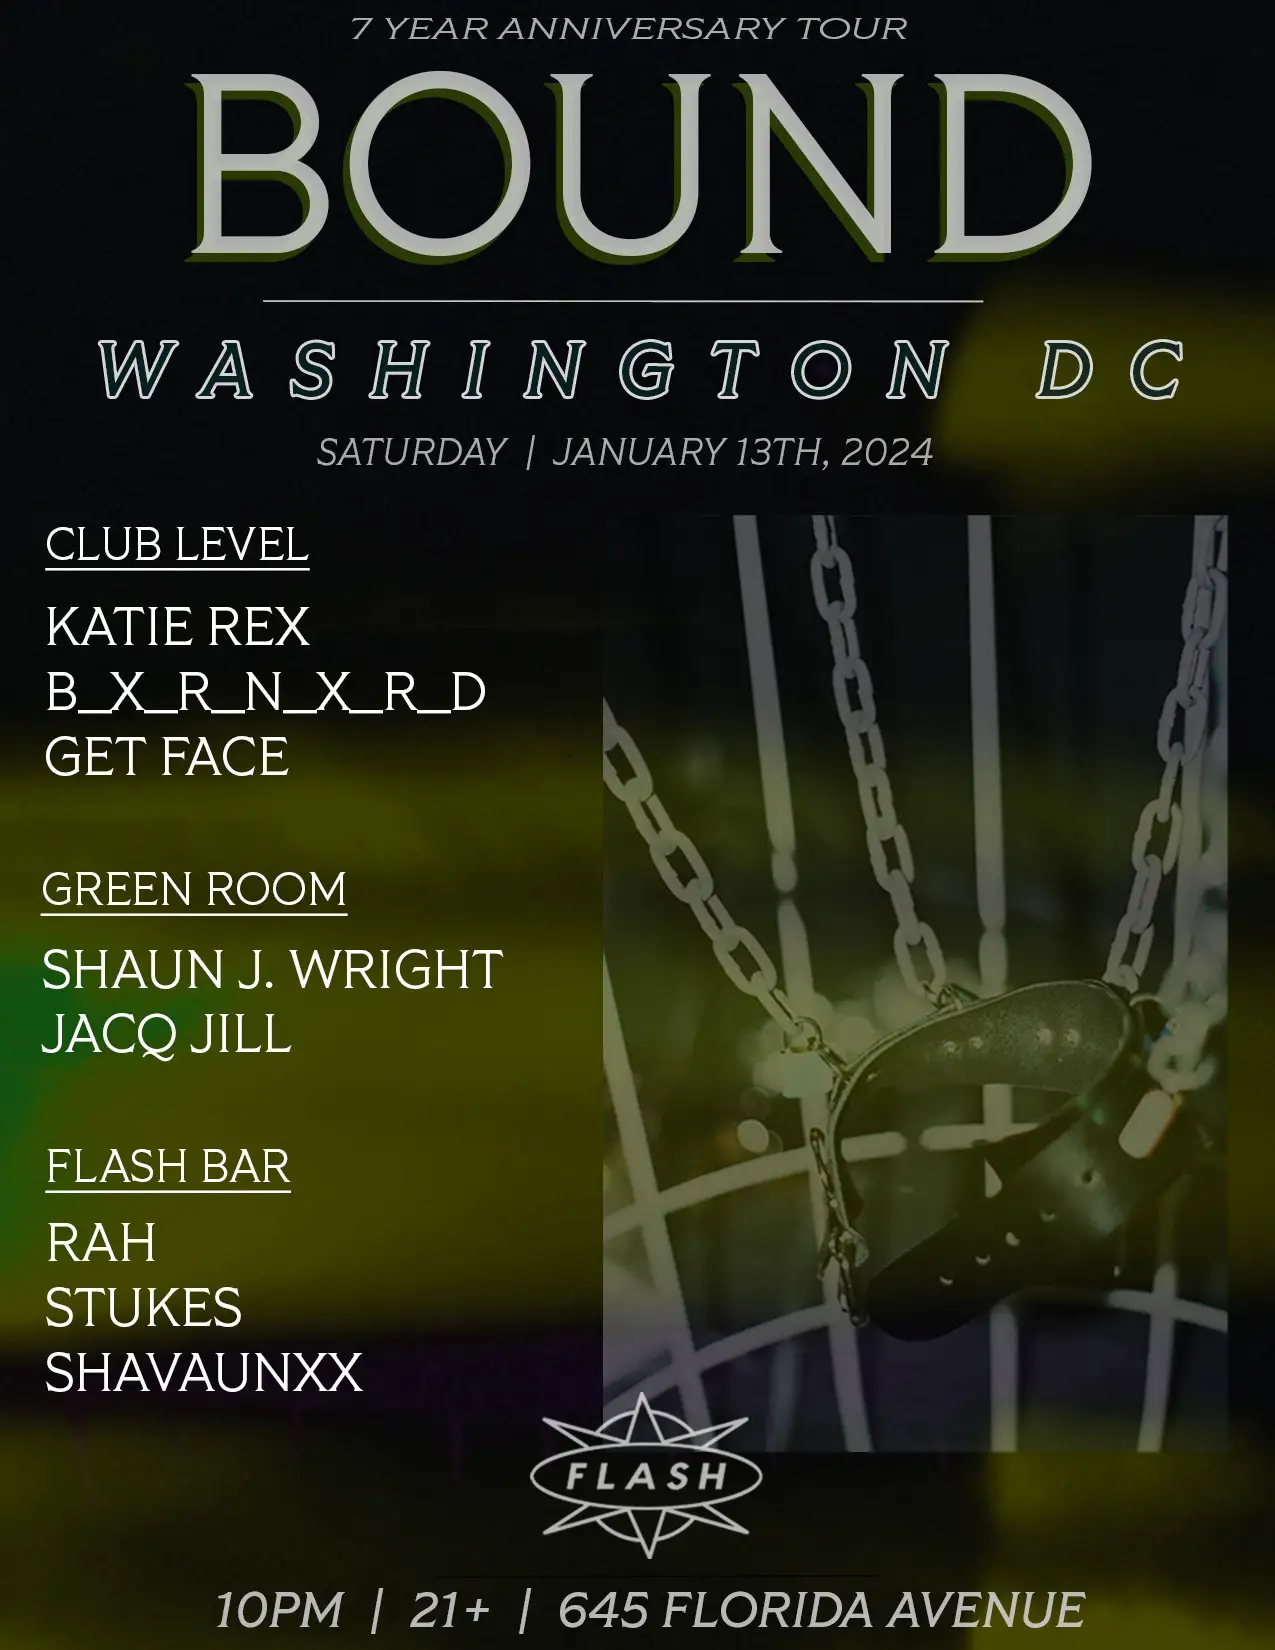 7 YEAR ANNIVERSARY TOUR
BOUND
WASHINGTON DC
SATURDAY | JANUARY 13TH, 2024
CLUB LEVEL
KATIE REX
B_X_R_N_X_R_D
GET FACE
GREEN ROOM
SHAUN J. WRIGHT
JACQ JILL
FLASH BAR
RAH
STUKES
SHAVAUNXX
FLASH
10PM | 21+ | 645 FLORIDA AVENUE